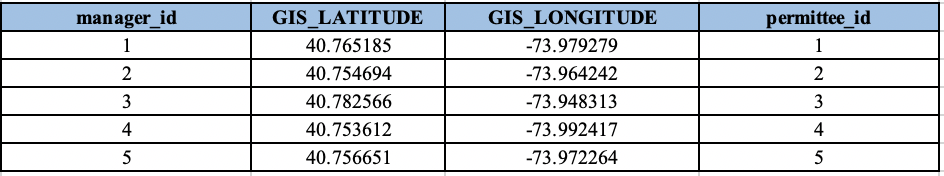 manager_id GIS_LATITUDE GIS_LONGITUDE permittee_id
1 40.765185 -73.979279 1
2 40.754694 -73.964242 2
3 40.782566 -73.948313 3
4 40.753612 -73.992417 4
5 40.756651 -73.972264 5